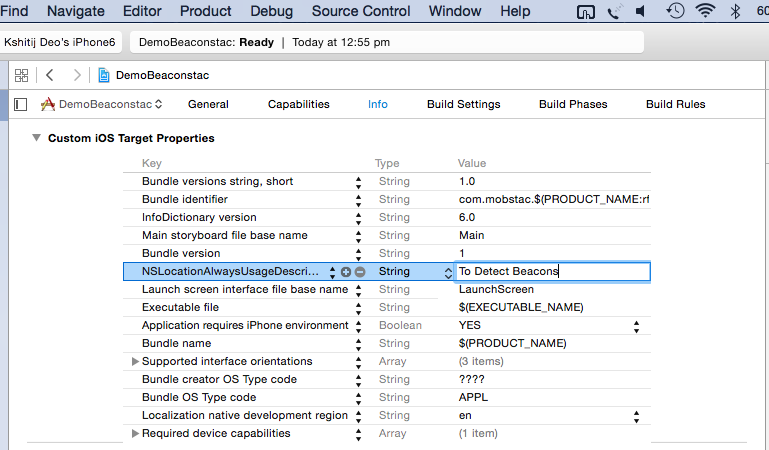 Find Navigate Editor Product Debug Source Control Window Help 60
Kshitij Deo's iPhone6 DemoBeaconstac: Ready | Today at 12:55 pm
DemoBeaconstac
DemoBeaconstac General Capabilities Info Build Settings Build Phases Build Rules
Custom iOS Target Properties
Key Type Value
Bundle versions string, short String 1.0
Bundle identifier String com.mobstac.$(PRODUCT_NAME:rf
InfoDictionary version String 6.0
Main storyboard file base name String Main
Bundle version String 1
NSLocationAlwaysUsageDescri... String To Detect Beacons
Launch screen interface file base name String LaunchScreen
Executable file String $(EXECUTABLE_NAME)
Application requires iPhone environment Boolean YES
Bundle name String $(PRODUCT_NAME)
Supported interface orientations Array (3 items)
Bundle creator OS Type code String ????
Bundle OS Type code String APPL
Localization native development region String en
Required device capabilities Array (1 item)